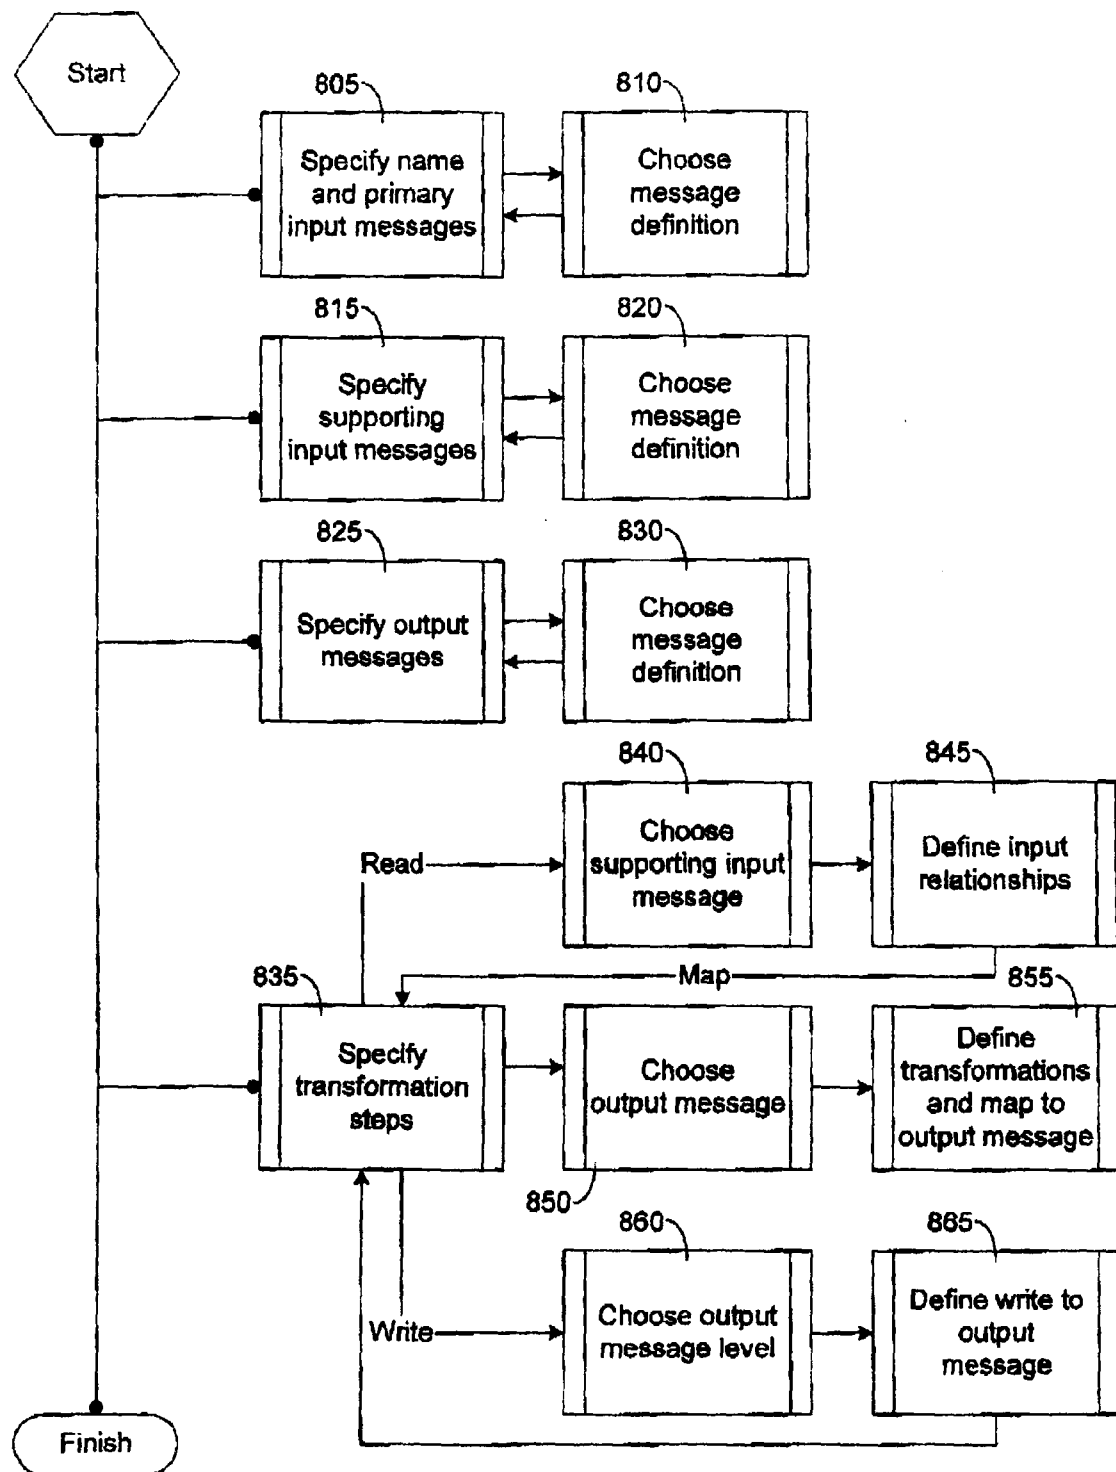 Start
805
Specify name
and primary
input messages
810
Choose
message
definition
815
Specify
supporting
input messages
820
Choose
message
definition
825
Specify output
messages
830
Choose
message
definition
840
Choose
supporting input
message
845
Define input
relationships
Read
Map
835
Specify
transformation
steps
Choose
output message
850
855
Define
transformations
and map to
output message
860
Choose output
message level
865
Define write to
output
message
Write
Finish